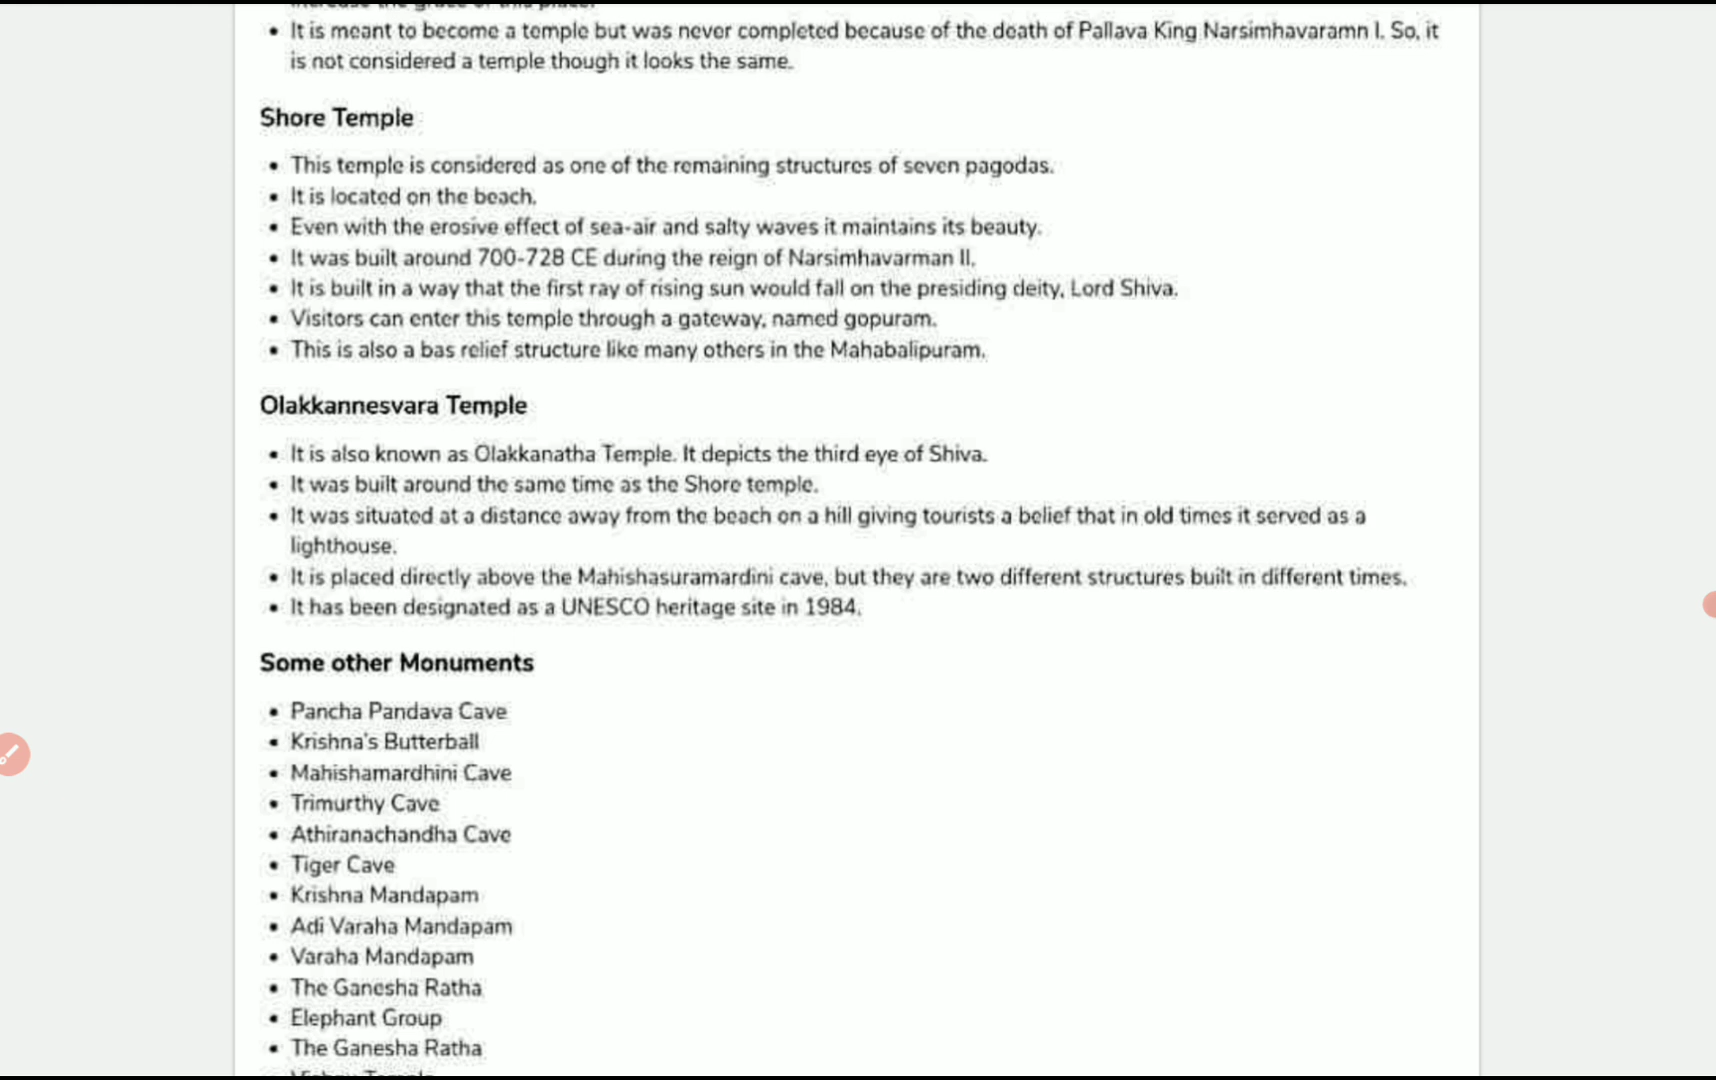 • It is meant to become a temple but was never completed because of the death of Pallava King Narsimhavaramn I. So, it
is not considered a temple though it looks the same.
Shore Temple
• This temple is considered as one of the remaining structures of seven pagodas.
• It is located on the beach.
• Even with the erosive effect of sea-air and salty waves it maintains its beauty.
• It was built around 700-728 CE during the reign of Narsimhavarman II.
• It is built in a way that the first ray of rising sun would fall on the presiding deity, Lord Shiva.
• Visitors can enter this temple through a gateway, named gopuram.
• This is also a bas relief structure like many others in the Mahabalipuram.
Olakkannesvara Temple
• It is also known as Olakkanatha Temple. It depicts the third eye of Shiva.
• It was built around the same time as the Shore temple.
• It was situated at a distance away from the beach on a hill giving tourists a belief that in old times it served as a
lighthouse.
• It is placed directly above the Mahishasuramardini cave, but they are two different structures built in different times.
• It has been designated as a UNESCO heritage site in 1984.
Some other Monuments
• Pancha Pandava Cave
• Krishna's Butterball
• Mahishamardhini Cave
• Trimurthy Cave
• Athiranachandha Cave
• Tiger Cave
• Krishna Mandapam
• Adi Varaha Mandapam
• Varaha Mandapam
• The Ganesha Ratha
• Elephant Group
• The Ganesha Ratha